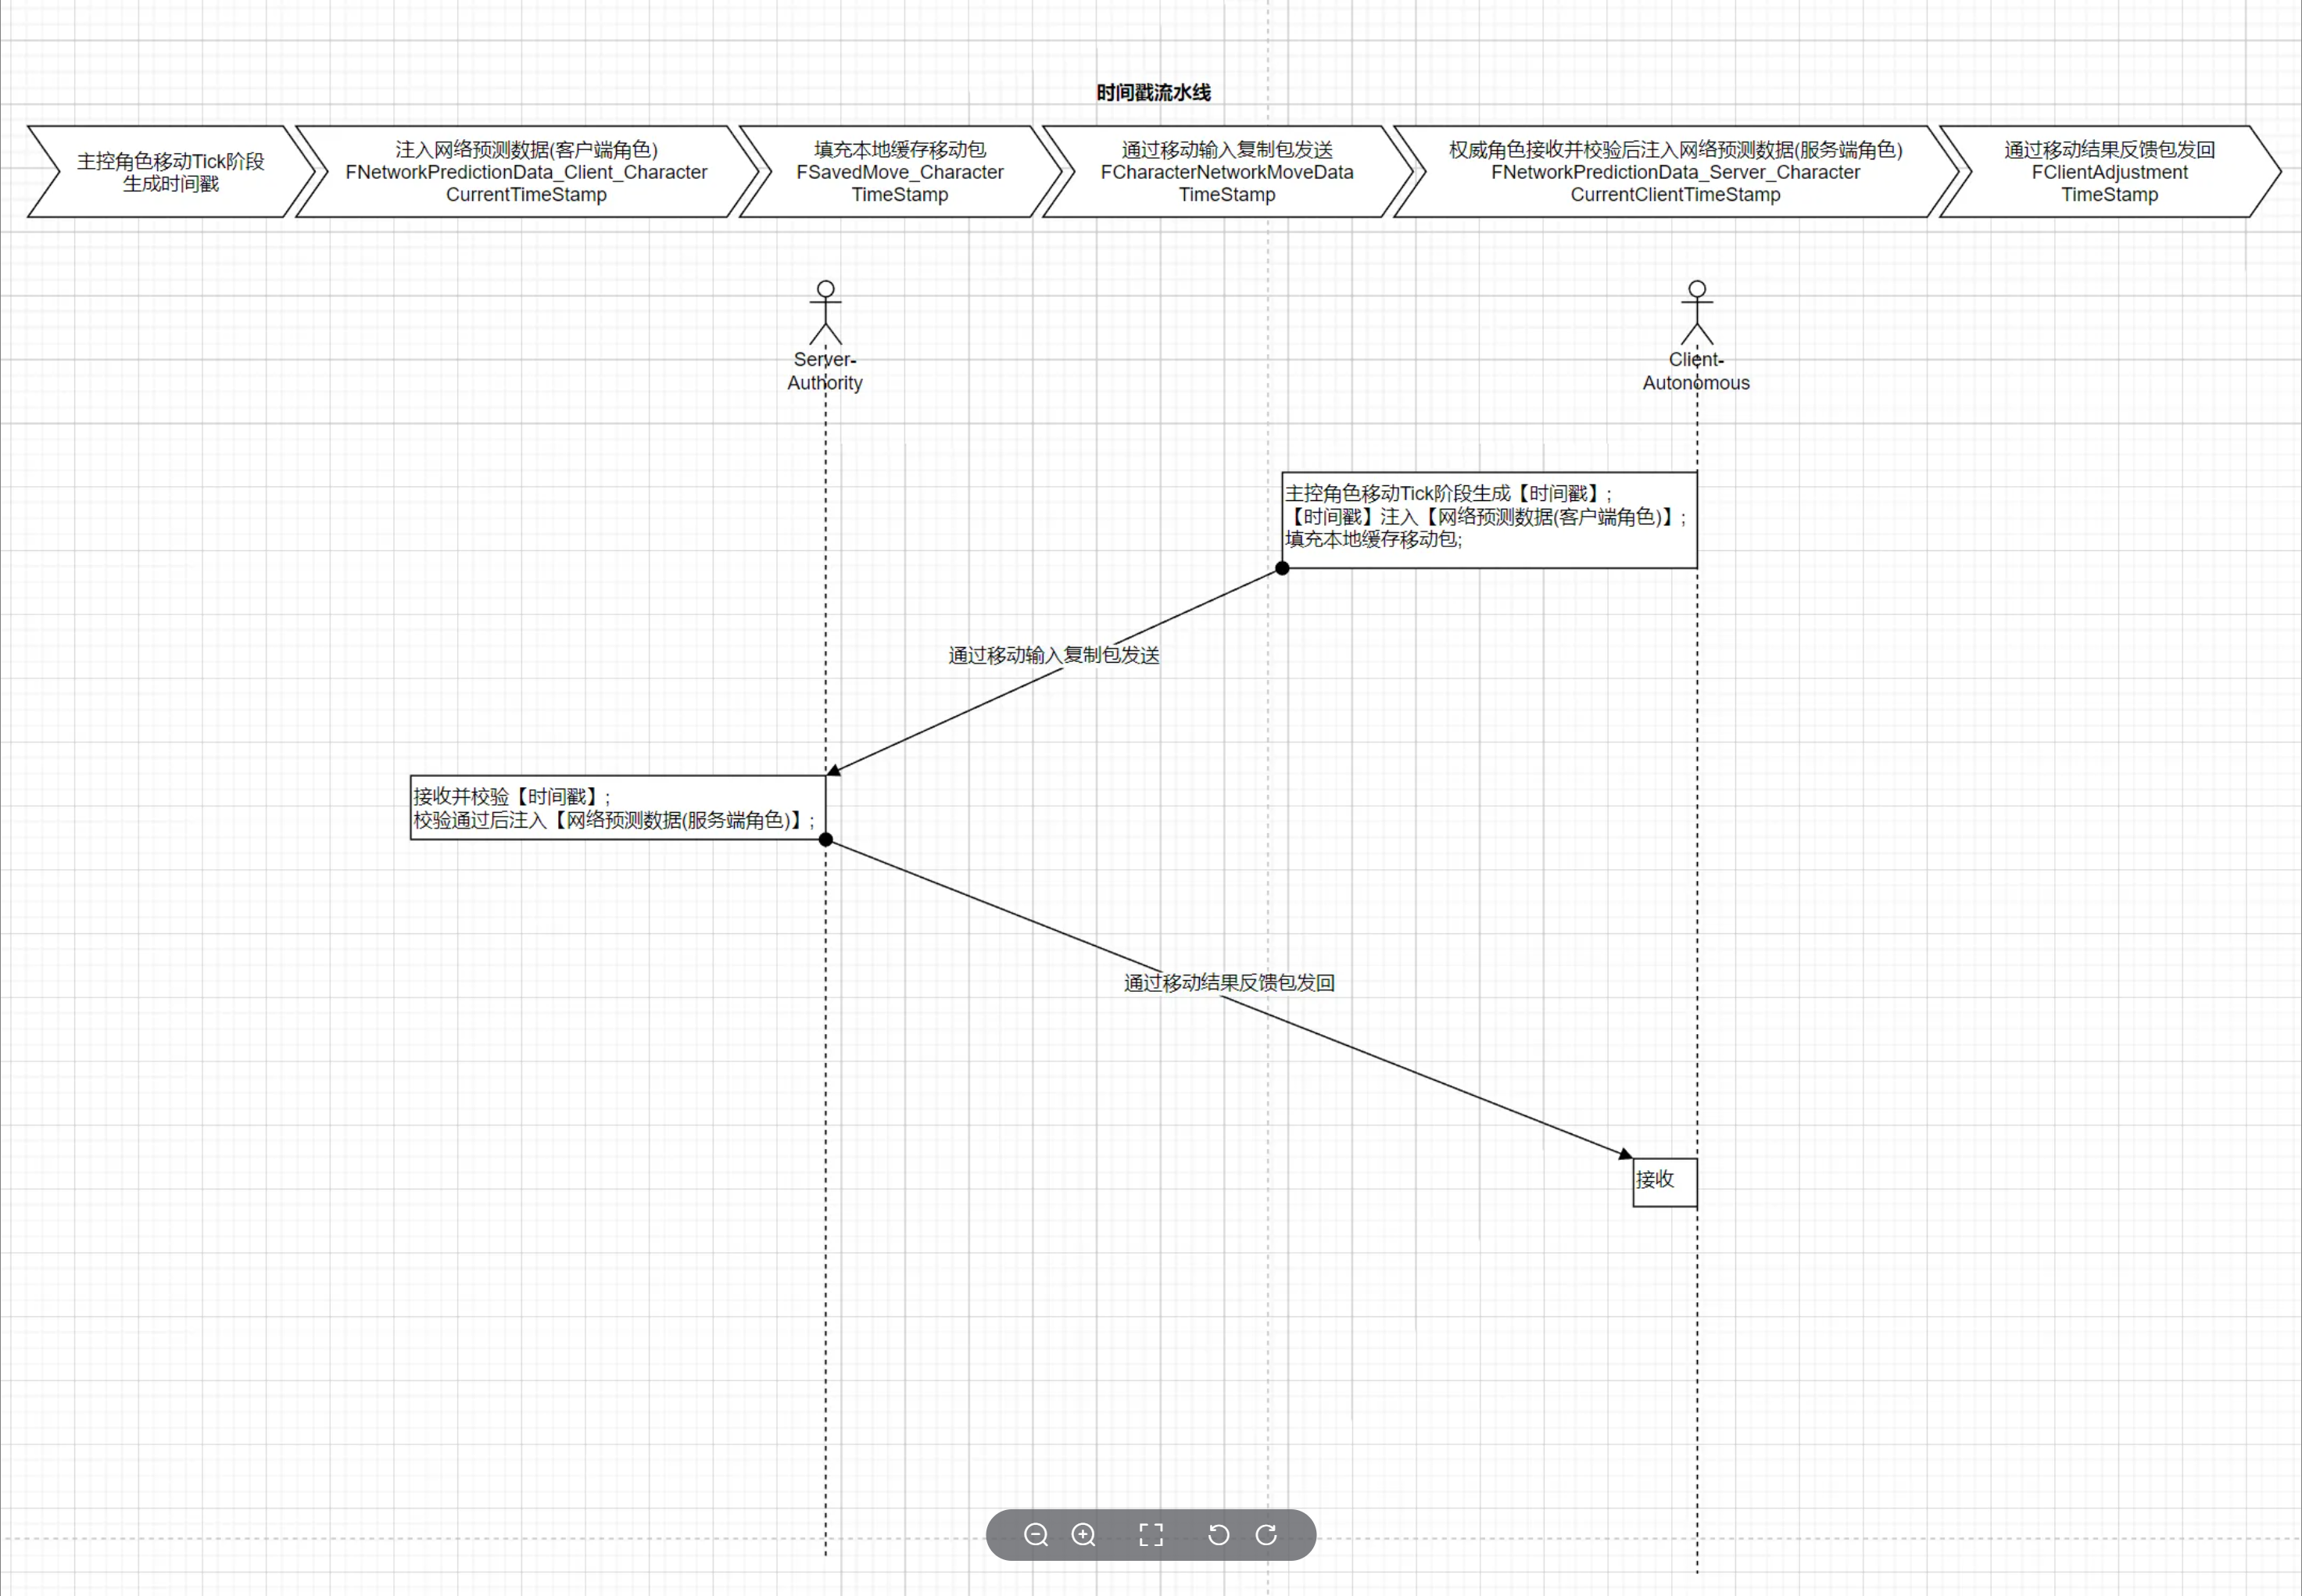 时间戳流水线
主控角色移动Tick阶段
生成时间戳
注入网络预测数据(客户端角色)
FNetworkPredictionData_Client_Character
CurrentTimeStamp
填充本地缓存移动包
FSavedMove_Character
TimeStamp
通过移动输入复制包发送
FCharacterNetworkMoveData
TimeStamp
权威角色接收并校验后注入网络预测数据(服务端角色)
FNetworkPredictionData_Server_Character
CurrentClientTimeStamp
通过移动结果反馈包发回
FClientAdjustment
TimeStamp
Server-
Authority
Client-
Autonomous
主控角色移动Tick阶段生成【时间戳】;
【时间戳】注入【网络预测数据(客户端角色)】;
填充本地缓存移动包;
通过移动输入复制包发送
接收并校验【时间戳】;
校验通过后注入【网络预测数据(服务端角色)】;
通过移动结果反馈包发回
接收